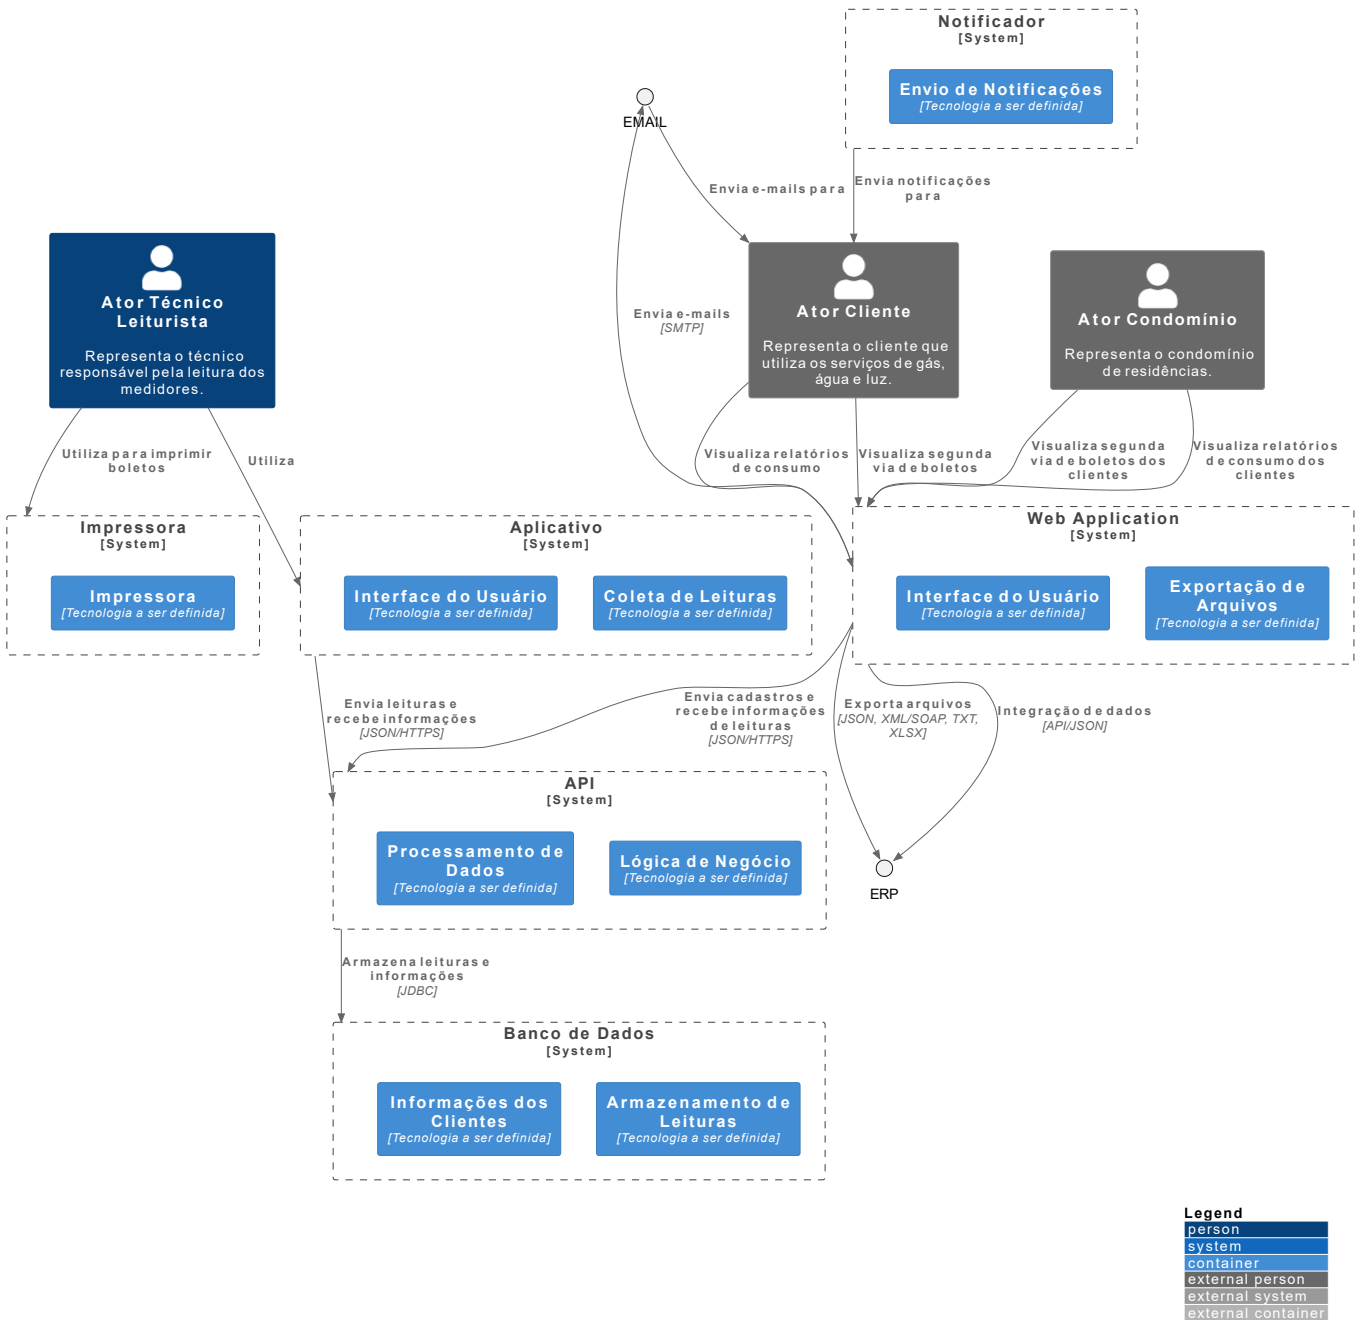 Notificador
[System]
Envio de Notificações
[Tecnologia a ser definida]
EMAIL
Envia e-mails para
Envia notificações
para
Ator Técnico
Leiturista
Representa o técnico
responsável pela leitura dos
medidores.
Envia e-mails
[SMTP]
Ator Cliente
Representa o cliente que
utiliza os serviços de gás,
água e luz.
Ator Condomínio
Representa o condomínio
de residências.
Utiliza para imprimir
boletos
Utiliza
Visualiza relatórios
de consumo
Visualiza segunda
via de boletos
Visualiza segunda
via de boletos dos
clientes
Visualiza relatórios
de consumo dos
clientes
Impressora
[System]
Impressora
[Tecnologia a ser definida]
Aplicativo
[System]
Interface do Usuário
[Tecnologia a ser definida]
Coleta de Leituras
[Tecnologia a ser definida]
Web Application
[System]
Interface do Usuário
[Tecnologia a ser definida]
Exportação de
Arquivos
[Tecnologia a ser definida]
Envia leituras e
recebe informações
[JSON/HTTPS]
Envia cadastros e
recebe informações
de leituras
[JSON/HTTPS]
Exporta arquivos
[JSON, XML/SOAP, TXT,
XLSX]
Integração de dados
[API/JSON]
API
[System]
Processamento de
Dados
[Tecnologia a ser definida]
Lógica de Negócio
[Tecnologia a ser definida]
ERP
Armazena leituras e
informações
[JDBC]
Banco de Dados
[System]
Informações dos
Clientes
[Tecnologia a ser definida]
Armazenamento de
Leituras
[Tecnologia a ser definida]
Legend
person
system
container
external person
external system
external container